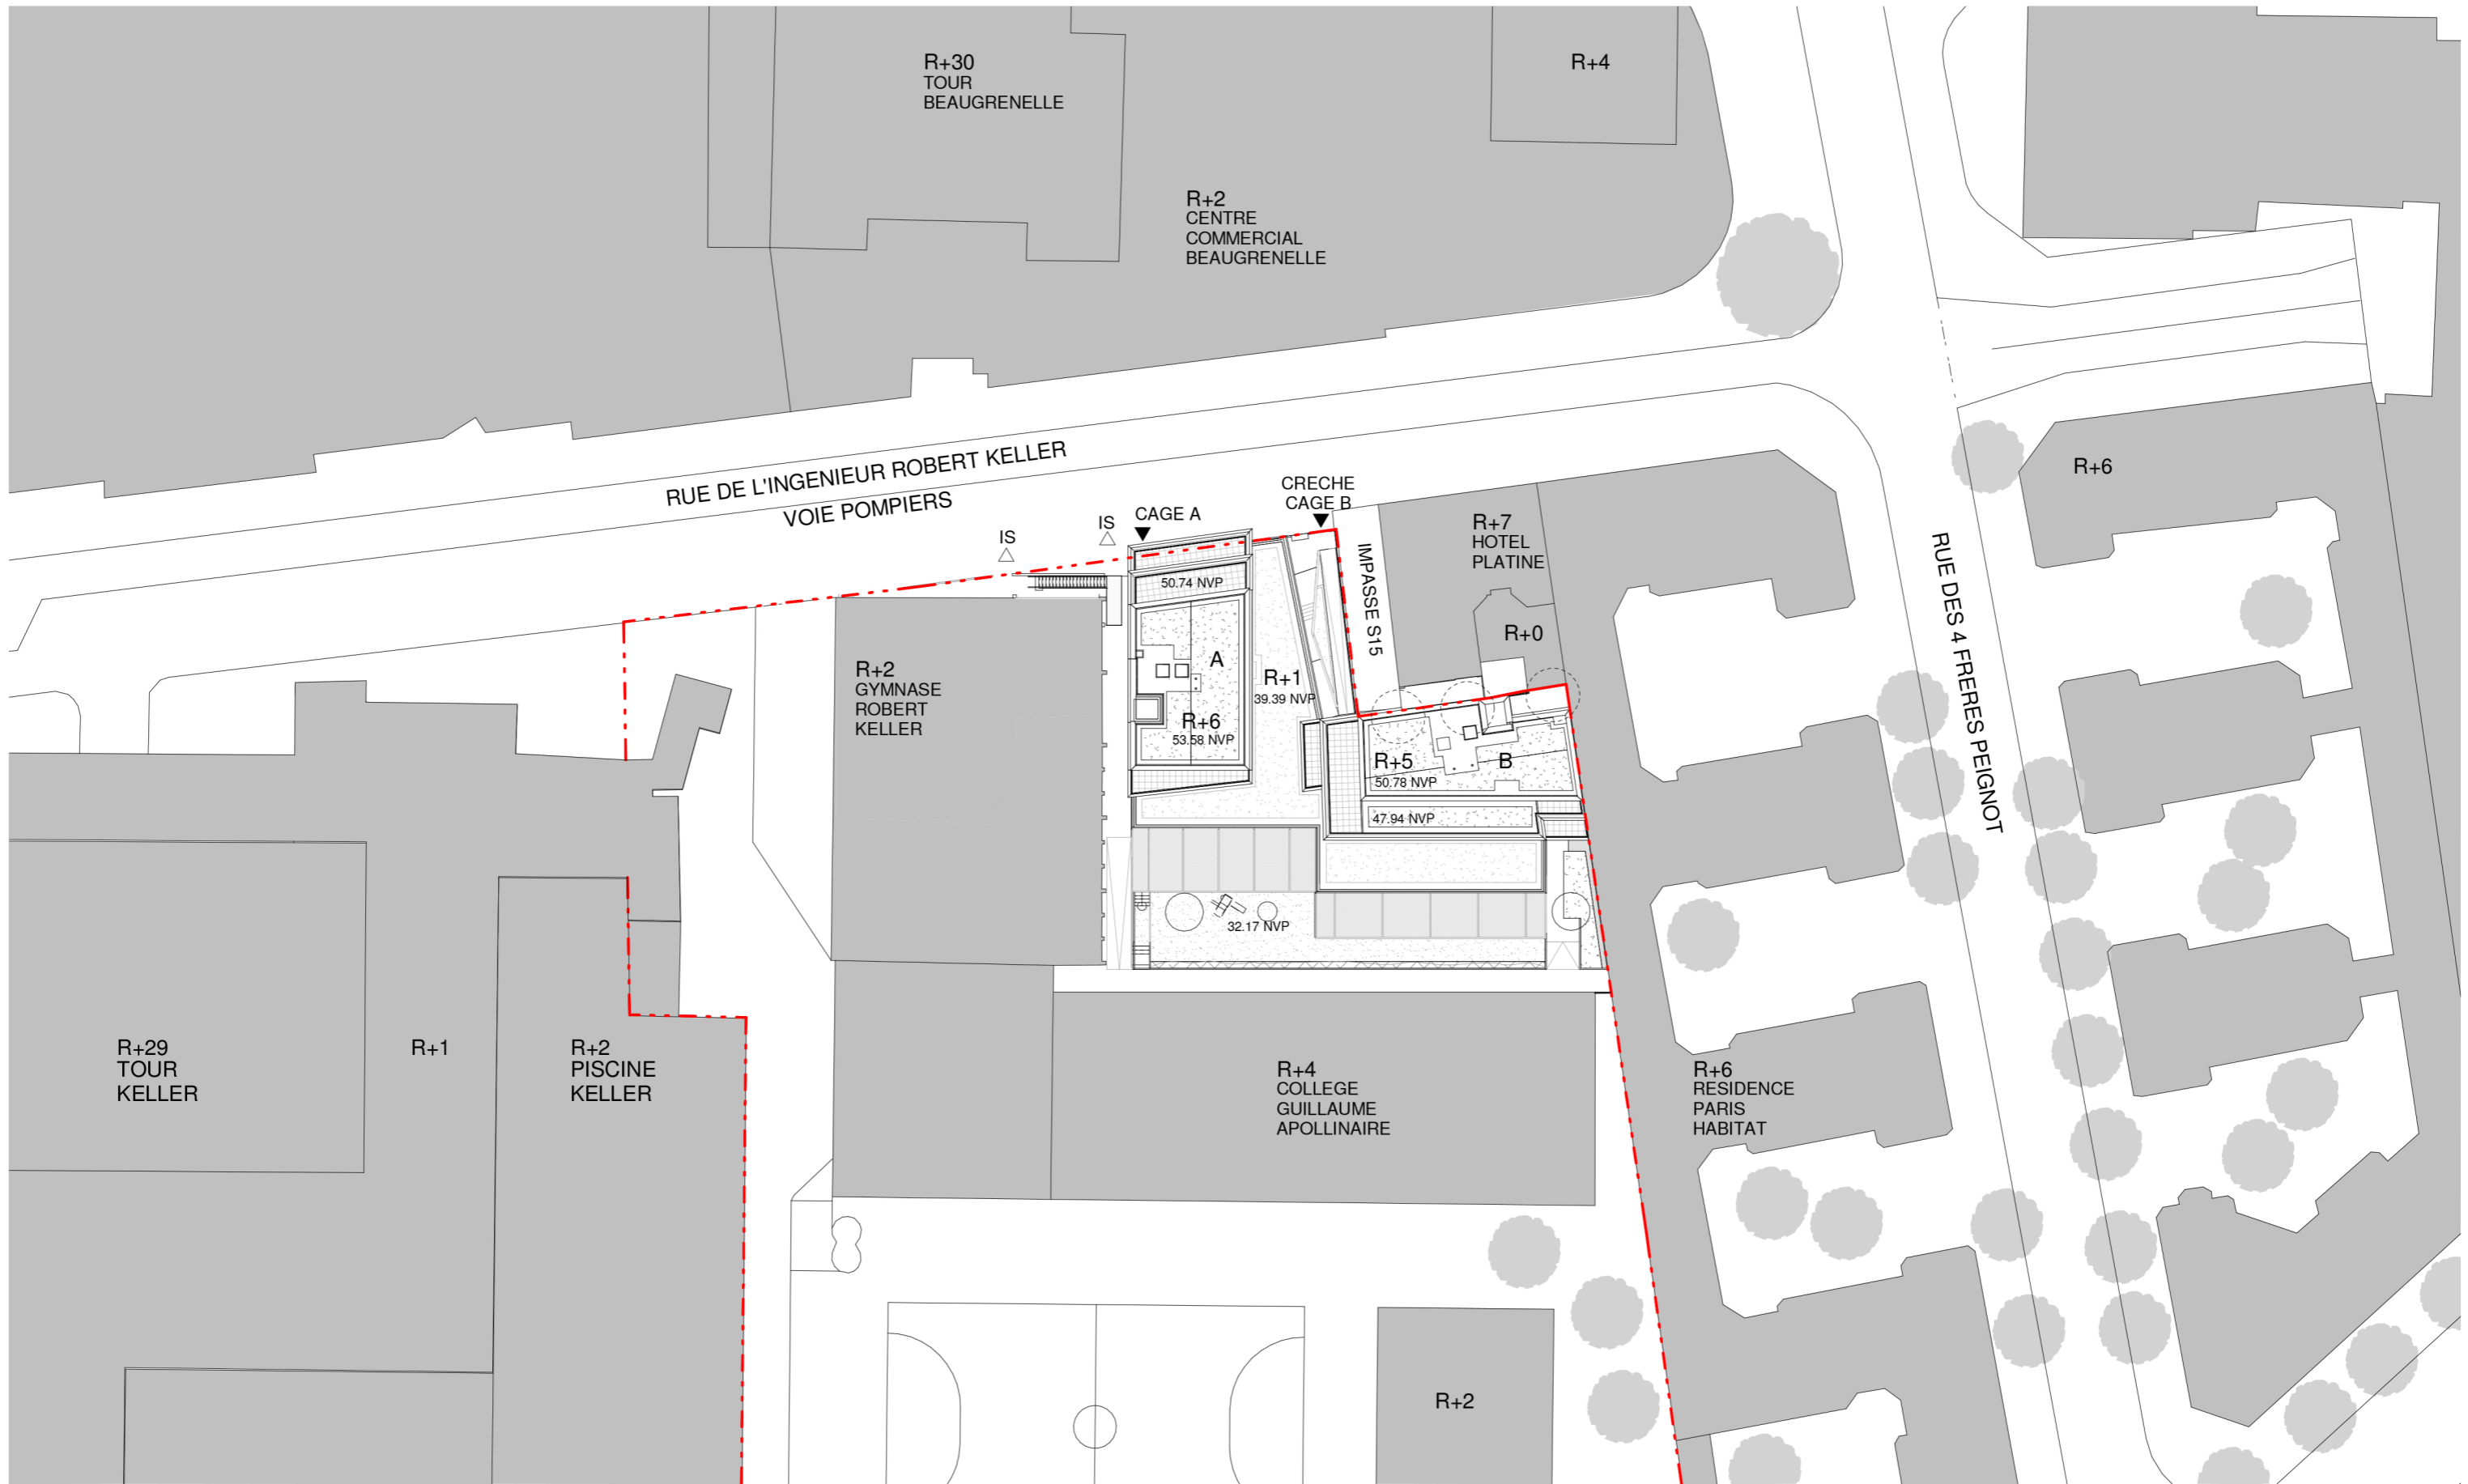 R+30
TOUR
BEAUGRENELLE
R+4
R+2
CENTRE
COMMERCIAL
BEAUGRENELLE
RUE DE L'INGENIEUR ROBERT KELLER
VOIE POMPIERS
R+6
CRECHE
CAGE B
CAGE A
IS
IS
R+7
HOTEL
PLATINE
IMPASSE S15
RUE DES 4 FRERES PEIGNOT
50.74 NVP
R+0
A
R+2
GYMNASE
ROBERT
KELLER
R+1
39.39 NVP
R+6
53.58 NVP
R+5
50.78 NVP
B
47.94 NVP
32.17 NVP
R+29
TOUR
KELLER
R+1
R+2
PISCINE
KELLER
R+4
COLLEGE
GUILLAUME
APOLLINAIRE
R+6
RESIDENCE
PARIS
HABITAT
R+2